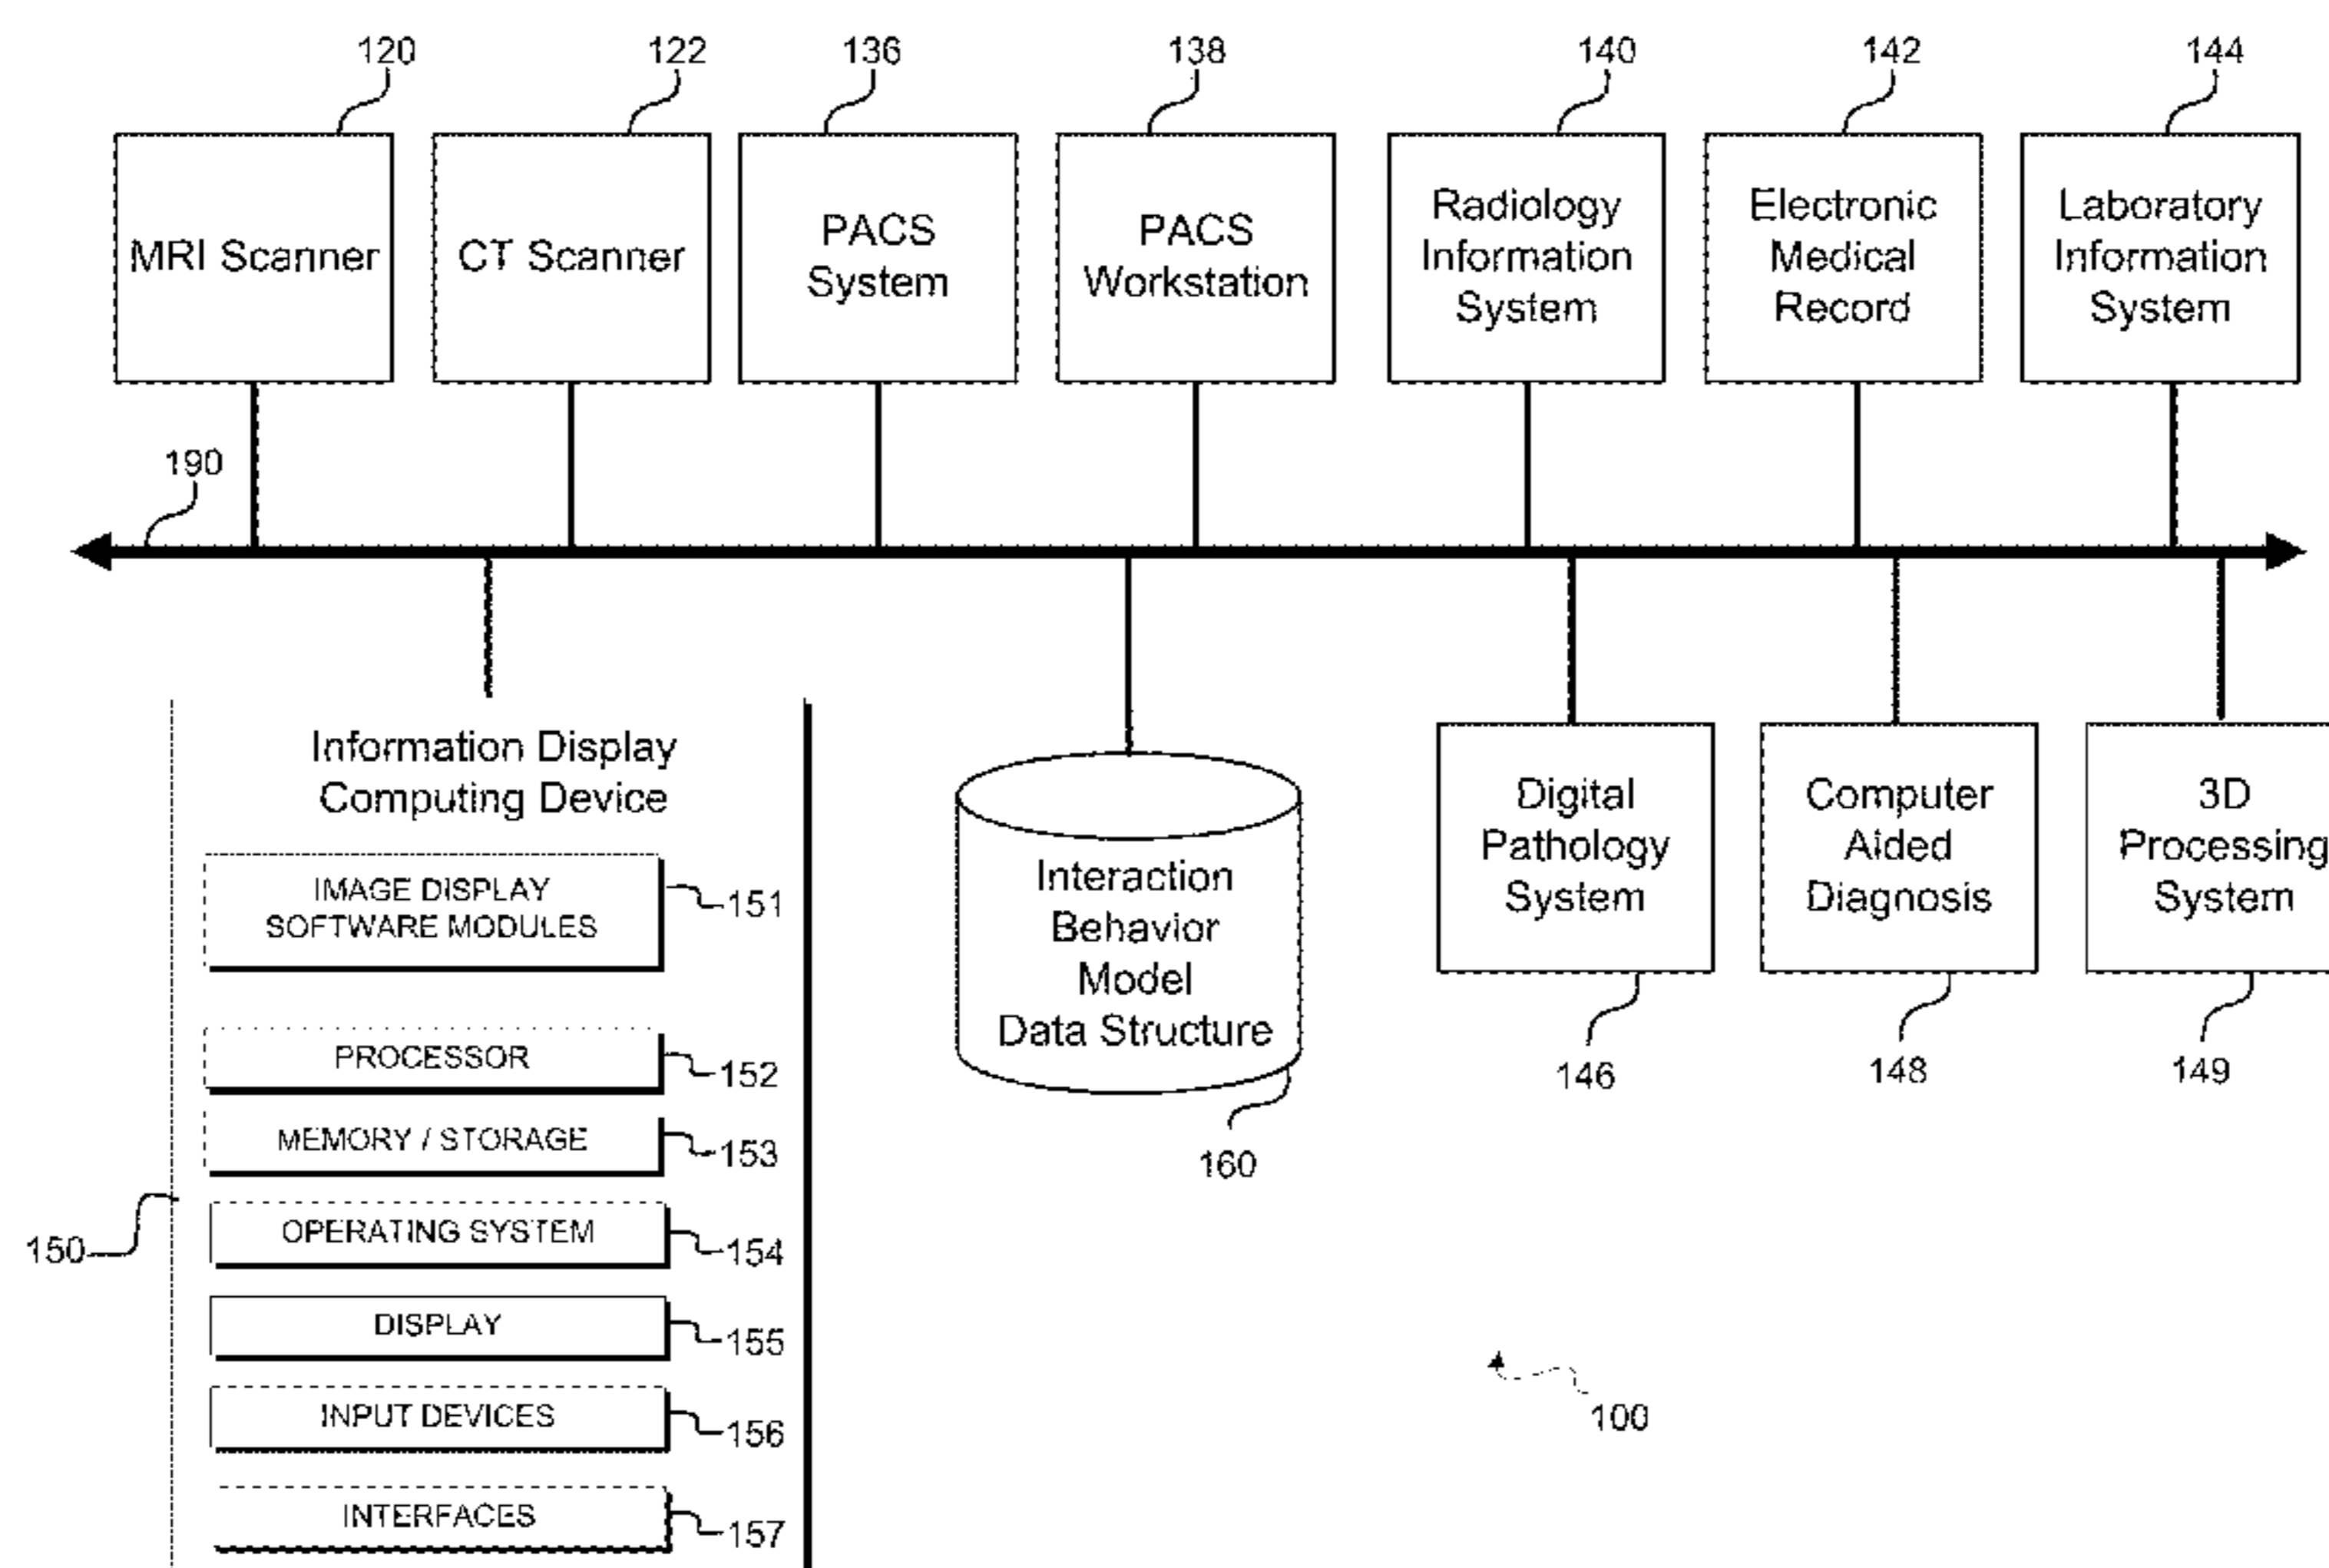 120
122
136
138
140
142
144
MRI Scanner
CT Scanner
PACS
System
PACS
Workstation
Radiology
Information
System
Electronic
Medical
Record
Laboratory
Information
System
190
Information Display
Computing Device
IMAGE DISPLAY
SOFTWARE MODULES
151
PROCESSOR
152
MEMORY / STORAGE
153
OPERATING SYSTEM
154
DISPLAY
155
INPUT DEVICES
156
INTERFACES
157
150
Interaction
Behavior
Model
Data Structure
160
Digital
Pathology
System
146
Computer
Aided
Diagnosis
148
3D
Processing
System
149
100